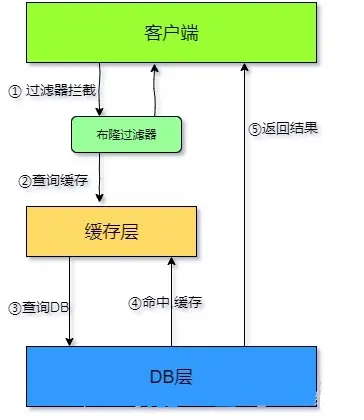 客户端
① 过滤器拦截
布隆过滤器
②查询缓存
⑤返回结果
缓存层
③查询DB
④命中,缓存
DB层